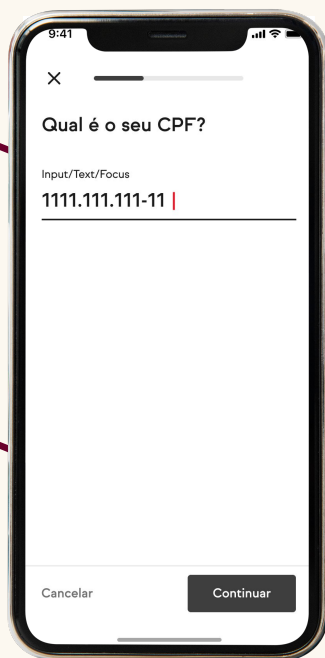 9:41
Qual é o seu CPF?
Input/Text/Focus
1111.111.111-11
Cancelar
Continuar